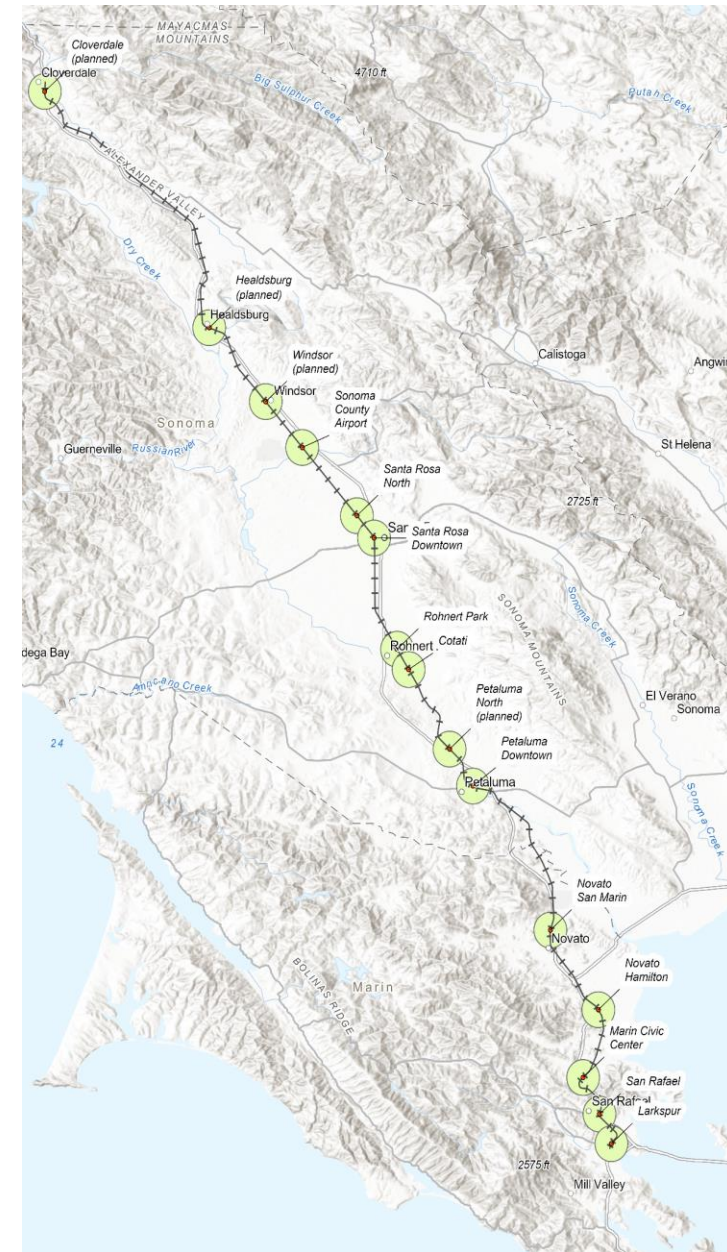 MAYACMAS
MOUNTAINS
Cloverdale
(planned)
Cloverdale
4710 ft
Big Sulphur Creek
Putah Creek
ALEXANDER VALLEY
Dry Creek
Healdsburg
(planned)
Healdsburg
Windsor
(planned)
Calistoga
Angwi
Windsor
Sonoma
County
Airport
Sonoma
Guerneville
Russian River
St Helena
Santa Rosa
North
2725 ft
Sa
Santa Rosa
Downtown
Sonoma Creek
SONOMA MOUNTAINS
Rohnert Park
Rohnert
Cotati
dega Bay
El Verano
Sonoma
Petaluma
North
(planned)
24
Petaluma
Downtown
Petaluma
Sonoma Creek
Novato
San Marin
Novato
Novato
Hamilton
BOLINAS RIDGE
Marin
Marin Civic
Center
San Rafael
San Rafael
Larkspur
2575 ft
Mill Valley